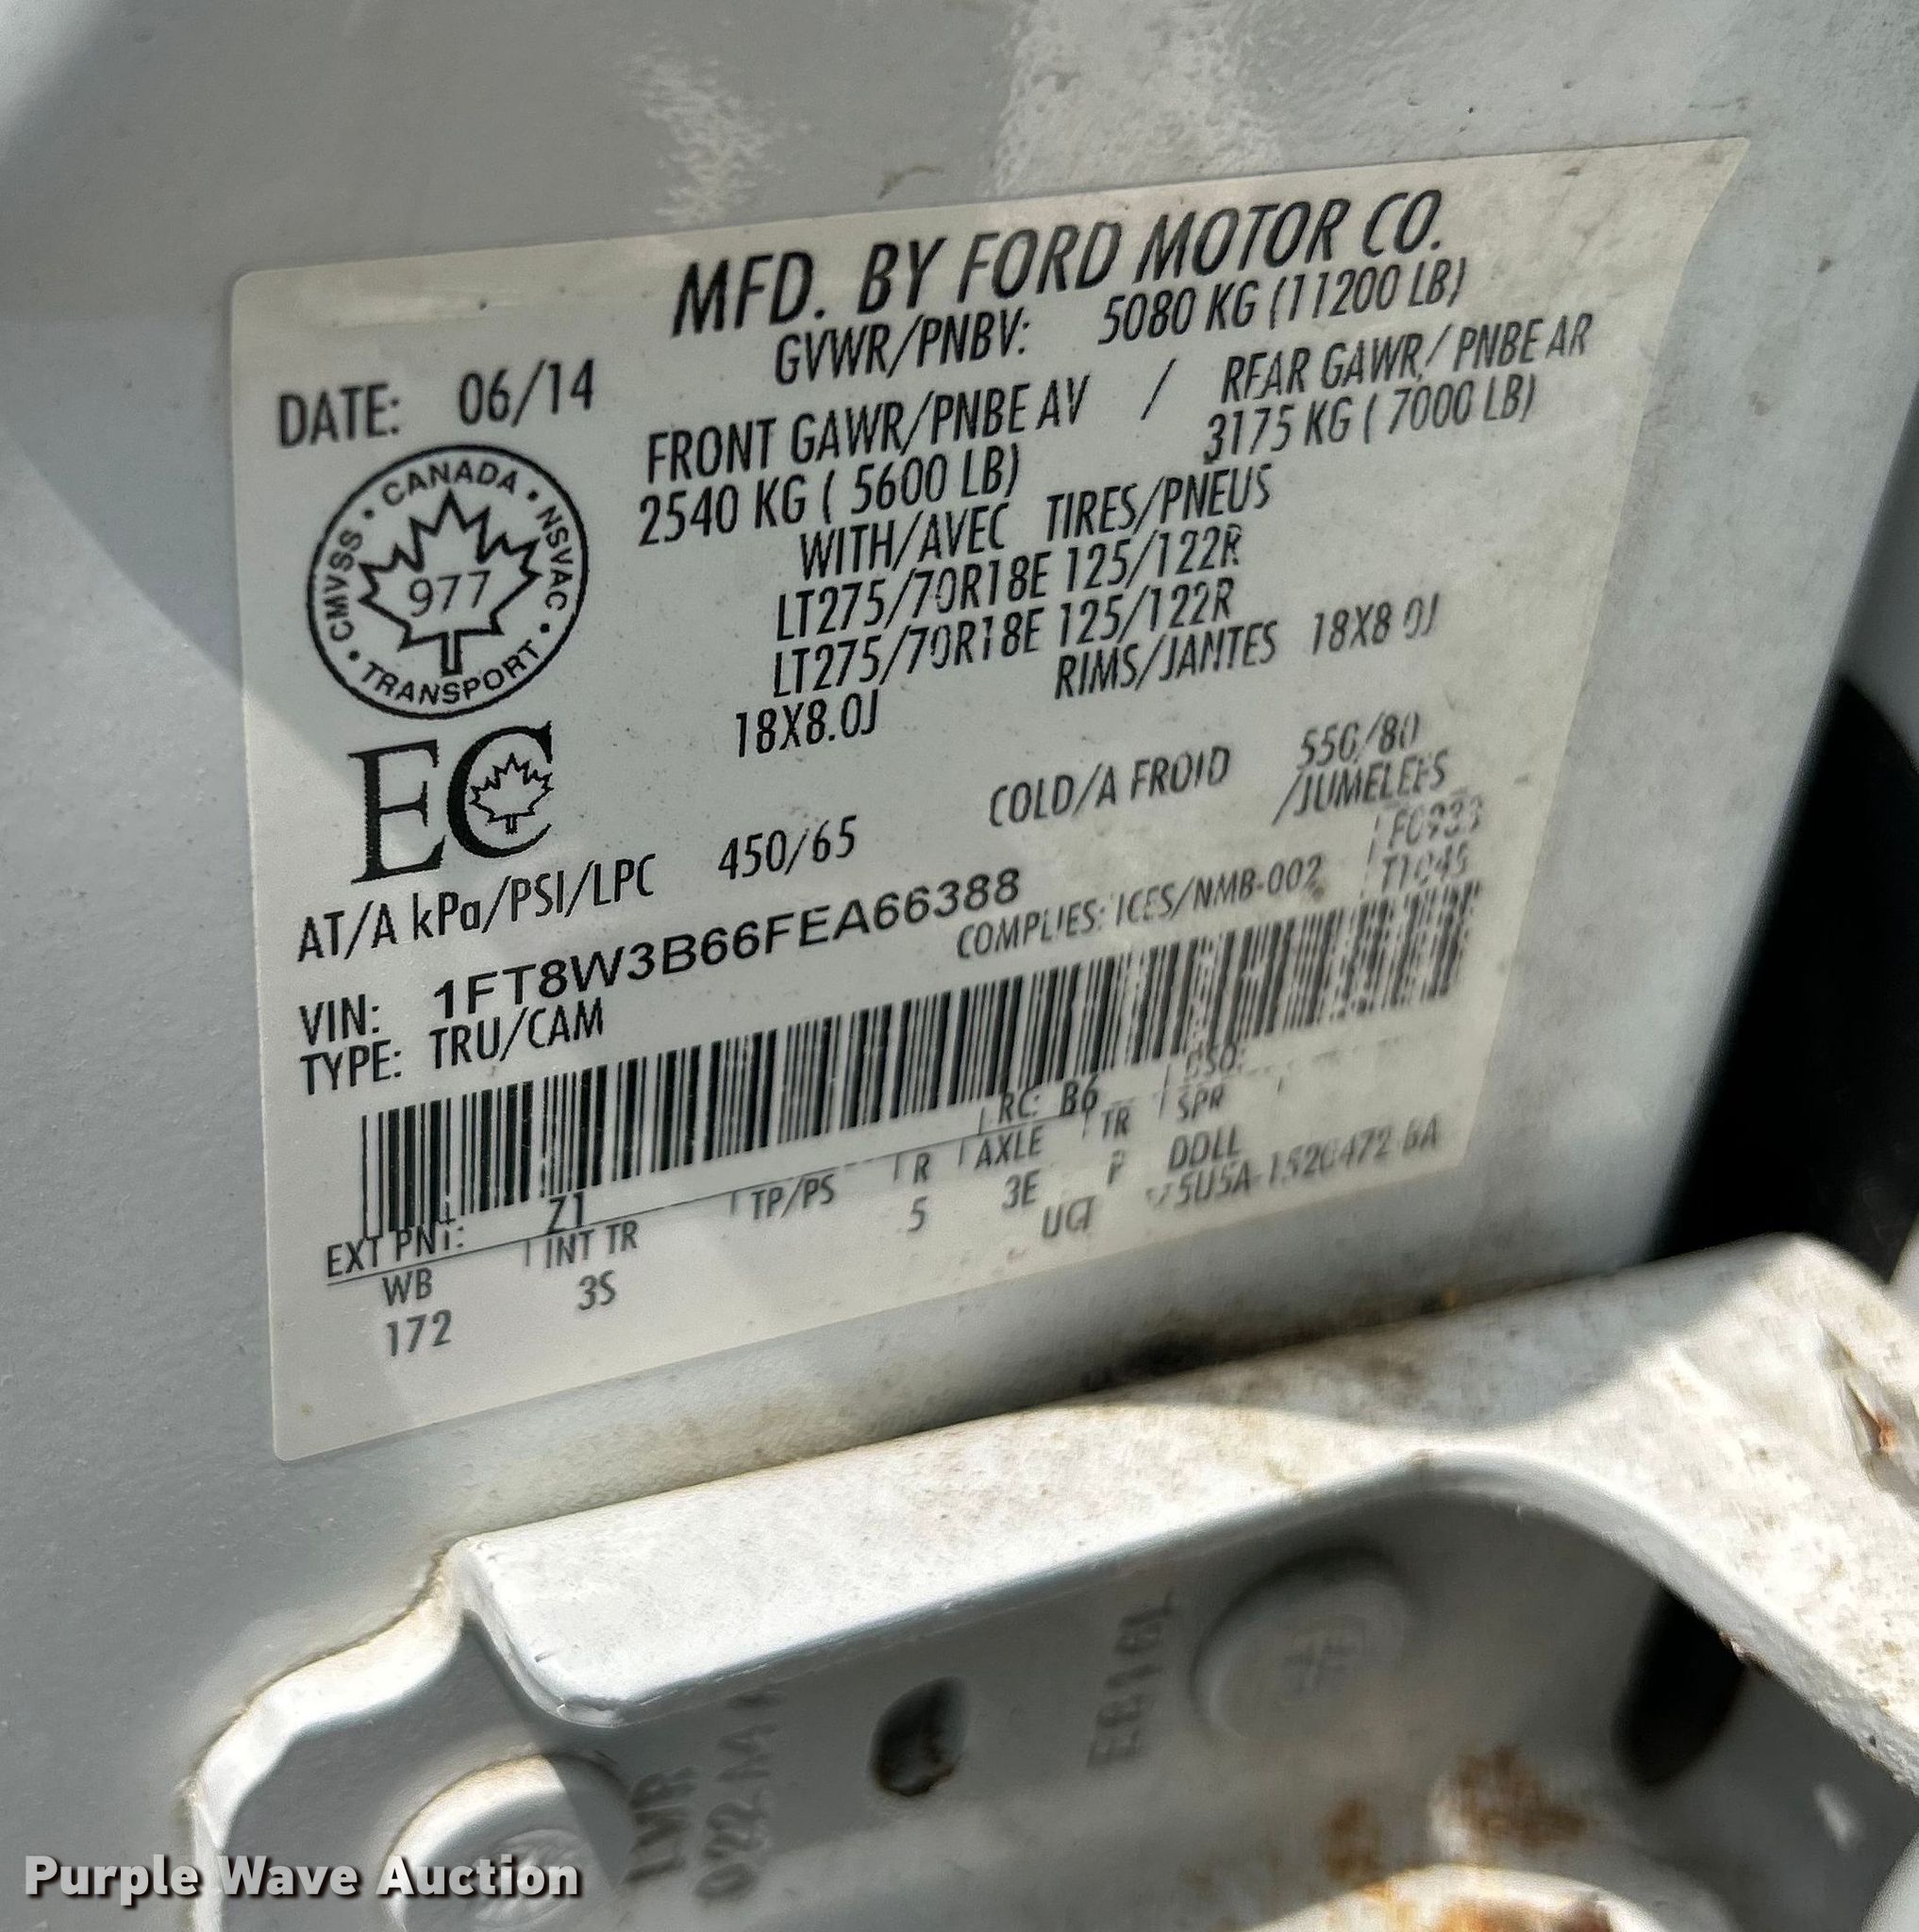 MFD. BY FORD MOTOR CO.
DATE: 06/14
GVWR/PNBV: 5080 KG (11200 LB)
FRONT GAWR/PNBE AV / REAR GAWR/PNBE AR
2540 KG ( 5600 LB) 3175 KG ( 7000 LB)
WITH/AVEC TIRES/PNEUS
LT275/70R18E 125/122R
LT275/70R18E 125/122R
18X8.0J RIMS/JANTES 18X8.0J
CMVSS • CANADA • NSVAC • TRANSPORT •
977
EC
AT/A kPa/PSI/LPC 450/65 COLD/A FROID 550/80
/JUMELEES
VIN: 1FT8W3B66FEA66388
COMPLIES: ICES/NMB-002
TYPE: TRU/CAM
EXT PNT: Z1 RC: B6 DSO:
WB INT TR TP/PS R AXLE TR SPR
172 3S 5 3E P DDLL
UCT
LWR
Purple Wave Auction